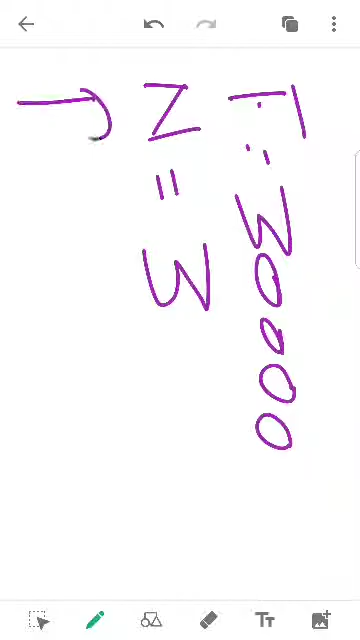 T = 30000
N = 3